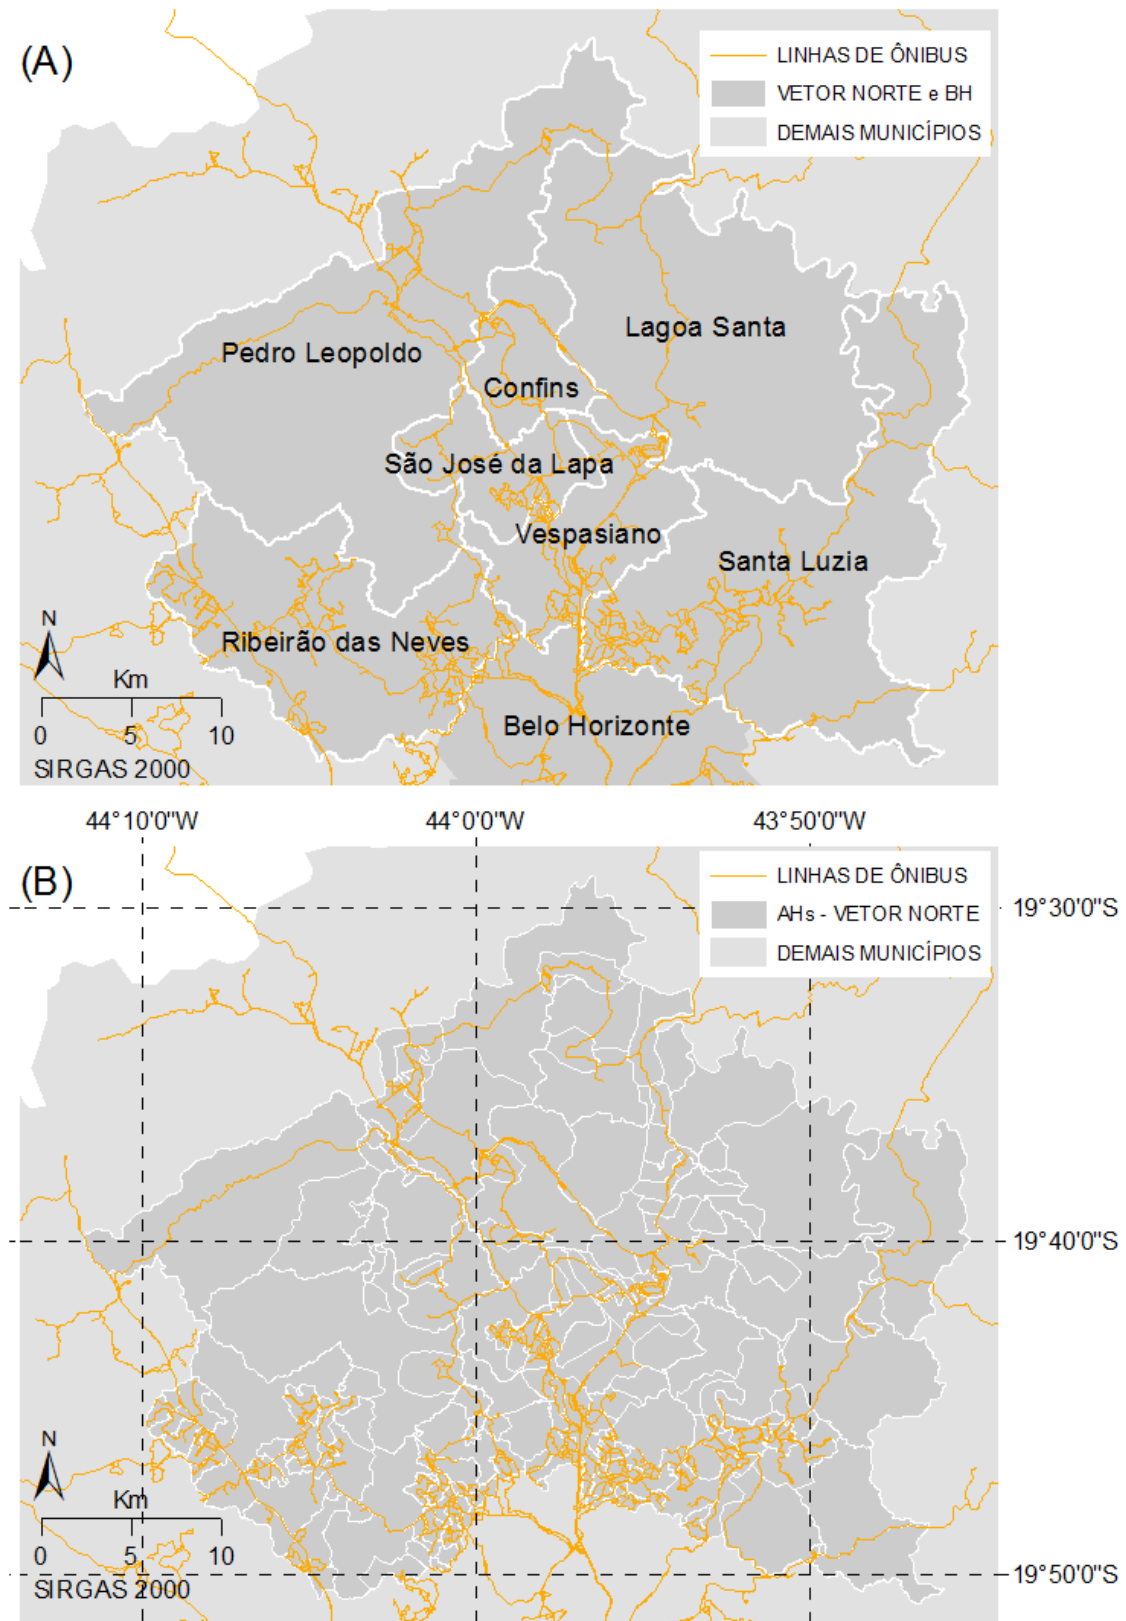 (A)
LINHAS DE ÔNIBUS
VETOR NORTE e BH
DEMAIS MUNICÍPIOS
Lagoa Santa
Pedro Leopoldo
Confins
São José da Lapa
Vespasiano
Santa Luzia
Ribeirão das Neves
Belo Horizonte
N
Km
0 5 10
SIRGAS 2000
44°10'0"W 44°0'0"W 43°50'0"W
(B)
LINHAS DE ÔNIBUS
AHs - VETOR NORTE
DEMAIS MUNICÍPIOS
19°30'0"S
19°40'0"S
N
Km
0 5 10
SIRGAS 2000
19°50'0"S